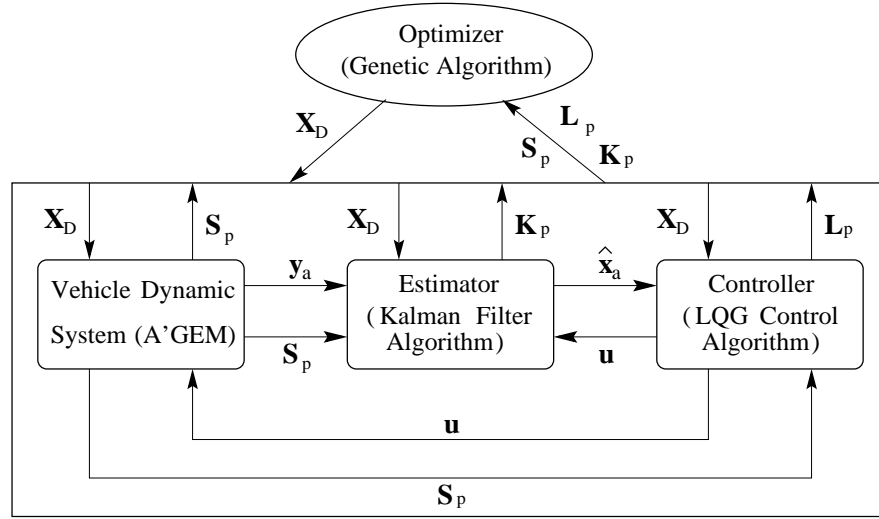 Optimizer
(Genetic Algorithm)
X_D
L_p
S_p
K_p
X_D
S_p
X_D
K_p
X_D
L_p
Vehicle Dynamic
System (A'GEM)
y_a
S_p
Estimator
(Kalman Filter
Algorithm)
x̂_a
u
Controller
(LQG Control
Algorithm)
u
S_p